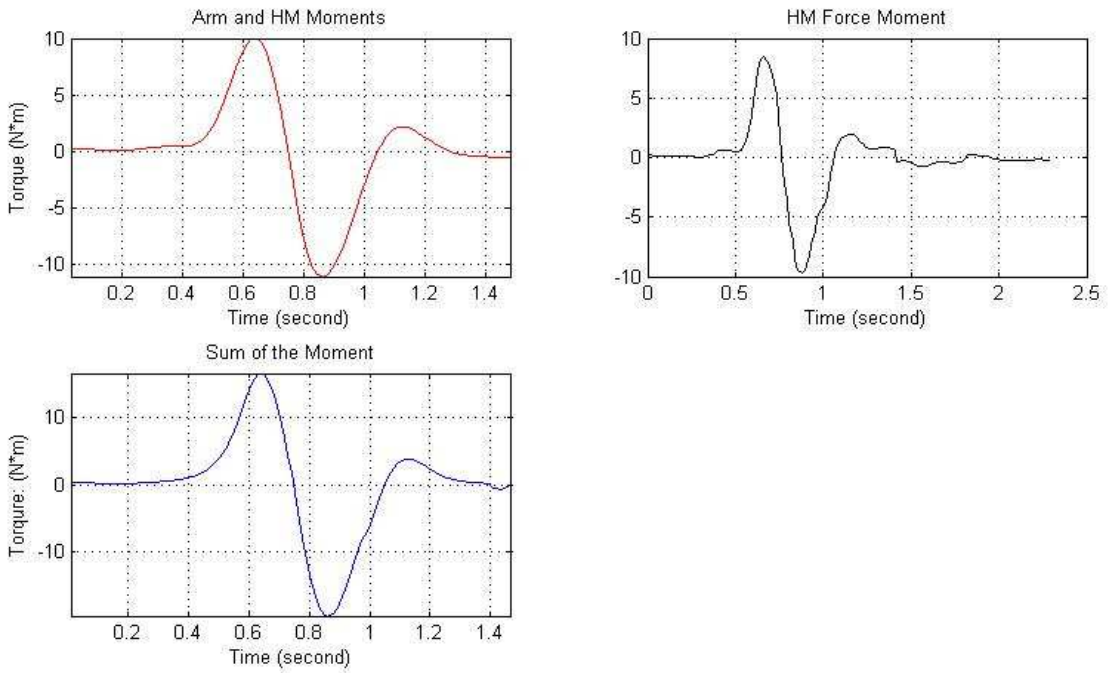 Arm and HM Moments
10
5
0
-5
-10
Torque (N*m)
0.2 0.4 0.6 0.8 1 1.2 1.4
Time (second)
HM Force Moment
10
5
0
-5
-10
0 0.5 1 1.5 2 2.5
Time (second)
Sum of the Moment
10
0
-10
Torqure: (N*m)
0.2 0.4 0.6 0.8 1 1.2 1.4
Time (second)